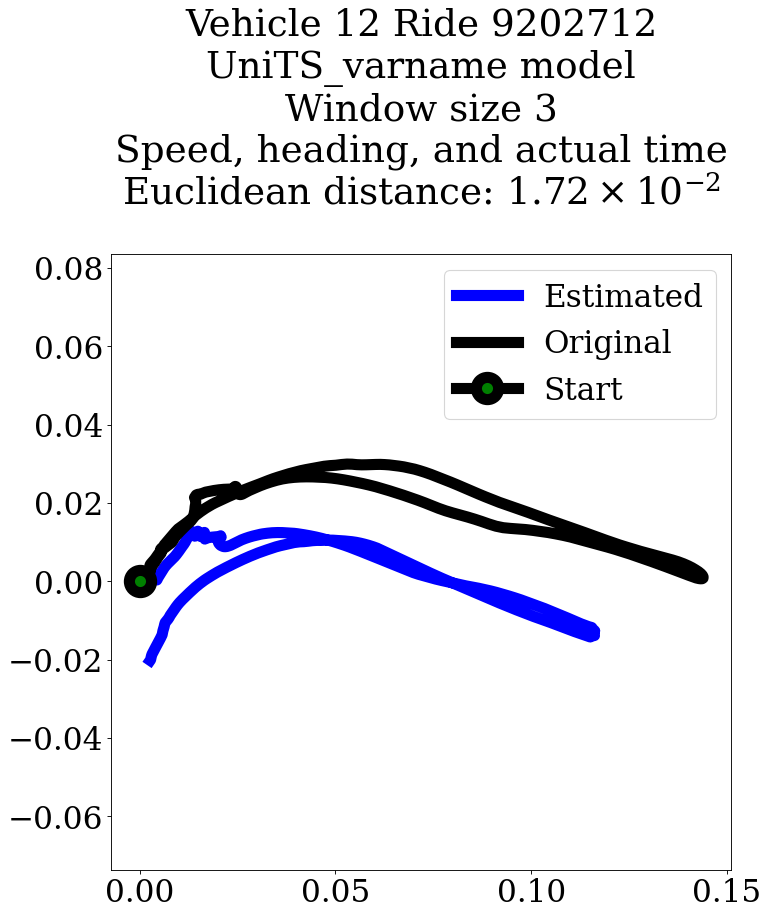 Vehicle 12 Ride 9202712
UniTS_varname model
Window size 3
Speed, heading, and actual time
Euclidean distance: 1.72 × 10⁻²
0.08
0.06
0.04
0.02
0.00
−0.02
−0.04
−0.06
Estimated
Original
Start
0.00 0.05 0.10 0.15